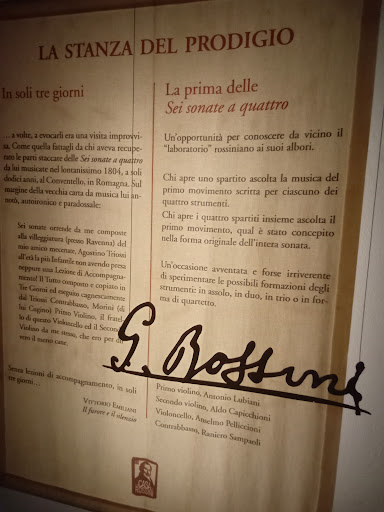 LA STANZA DEL PRODIGIO
In soli tre giorni
… a volte, a evocarli era una visita improvvi-
sa. Come quella fattagli da chi aveva recupe-
rato le parti staccate delle Sei sonate a quattro
da lui musicate nel lontanissimo 1804, a soli
dodici anni, al Conventello, in Romagna. Sul
margine della vecchia carta da musica lui an-
notò, autoironico e paradossale:
Sei sonate orrende da me composte
alla villeggiatura (presso Ravenna) del
mio amico mecenate, Agostino Triossi
all'età la più Infantile non avendo presa
neppure una Lezione di Accompagna-
mento! Il Tutto composto e copiato in
Tre Giorni ed eseguito cagnescamente
dal Triossi Contrabbasso, Morini (di
lui Cugino) Primo Violino, il fratel-
lo di questo Violoncello ed il Secondo
Violino da me stesso, che ero per dir
vero il meno cane.
Senza lezioni di accompagnamento, in soli
tre giorni…
VITTORIO EMILIANI
Il furore e il silenzio
La prima delle
Sei sonate a quattro
Un'opportunità per conoscere da vicino il
"laboratorio" rossiniano ai suoi albori.
Chi apre uno spartito ascolta la musica del
primo movimento scritta per ciascuno dei
quattro strumenti.
Chi apre i quattro spartiti insieme ascolta il
primo movimento, qual è stato concepito
nella forma originale dell'intera sonata.
Un'occasione avventata e forse irriverente
di sperimentare le possibili formazioni degli
strumenti: in assolo, in duo, in trio o in for-
ma di quartetto.
G. Rossini
Primo violino, Antonio Lubiani
Secondo violino, Aldo Capicchioni
Violoncello, Anselmo Pelliccioni
Contrabbasso, Raniero Sampaoli